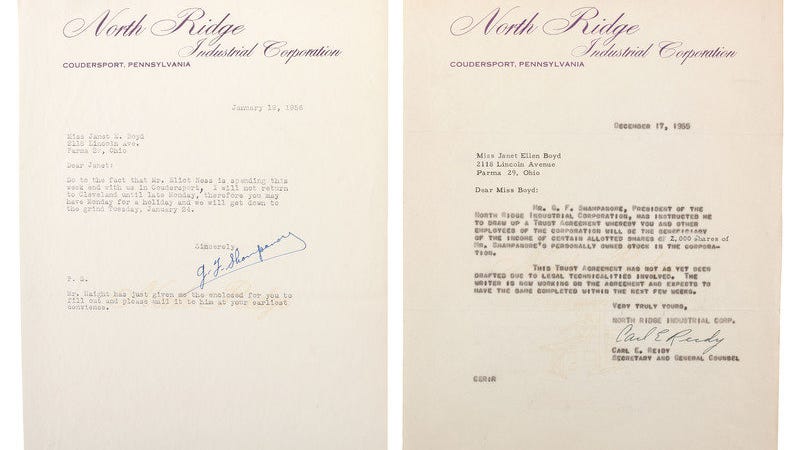 North Ridge
Industrial Corporation
COUDERSPORT, PENNSYLVANIA
January 19, 1956
Miss Janet E. Boyd
2118 Lincoln Ave.
Parma 29, Ohio
Dear Janet:
Do to the fact that Mr. Eliot Ness is spending this
week end with us in Coudersport, I will not return
to Cleveland until late Monday, therefore you may
have Monday for a holiday and we will get down to
the grind Tuesday, January 24.
Sincerely,
G. F. Shampanore
P. S.
Mr. Haight has just given me the enclosed for you to
fill out and please mail it to him at your earliest
convience.
North Ridge
Industrial Corporation
COUDERSPORT, PENNSYLVANIA
DECEMBER 17, 1955
Miss Janet Ellen Boyd
2118 Lincoln Avenue
Parma 29, Ohio
Dear Miss Boyd:
MR. G. F. SHAMPANORE, PRESIDENT OF THE
NORTH RIDGE INDUSTRIAL CORPORATION, HAS INSTRUCTED ME
TO DRAW UP A TRUST AGREEMENT WHEREBY YOU AND OTHER
EMPLOYEES OF THE CORPORATION WILL BE THE BENEFICIARY
OF THE INCOME OF CERTAIN ALLOTTED SHARES OF 2,000 shares of
MR. SHAMPANORE'S PERSONALLY OWNED STOCK IN THE CORPORA-
TION.
THIS TRUST AGREEMENT HAS NOT AS YET BEEN
DRAFTED DUE TO LEGAL TECHNICALITIES INVOLVED. THE
WRITER IS NOW WORKING ON THE AGREEMENT AND EXPECTS TO
HAVE THE SAME COMPLETED WITHIN THE NEXT FEW WEEKS.
VERY TRULY YOURS,
NORTH RIDGE INDUSTRIAL CORP.
Carl E Reidy
CARL E. REIDY
SECRETARY AND GENERAL COUNSEL